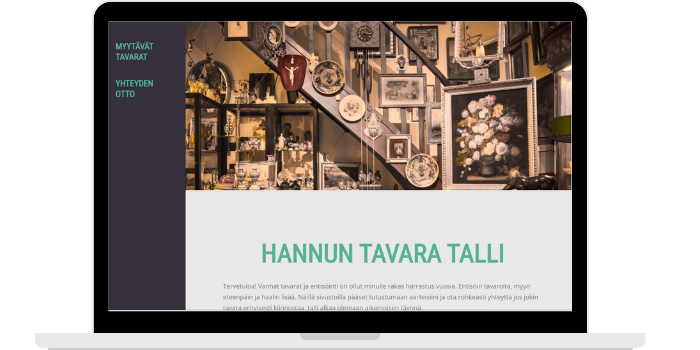 MYYTÄVÄT
TAVARAT
YHTEYDEN
OTTO
HANNUN TAVARA TALLI
Tervetuloa! Vanhat tavarat ja entisöinti on ollut minulle rakas harrastus vuosia. Entisöin tavaroita, myyn
eteenpäin ja haalin lisää. Näillä sivustoilla pääset tutustumaan aarteisiini ja ota rohkeasti yhteyttä jos jokin
tavara erityisesti kiinnostaa, talli alkaa olemaan aikamoisen täynnä.